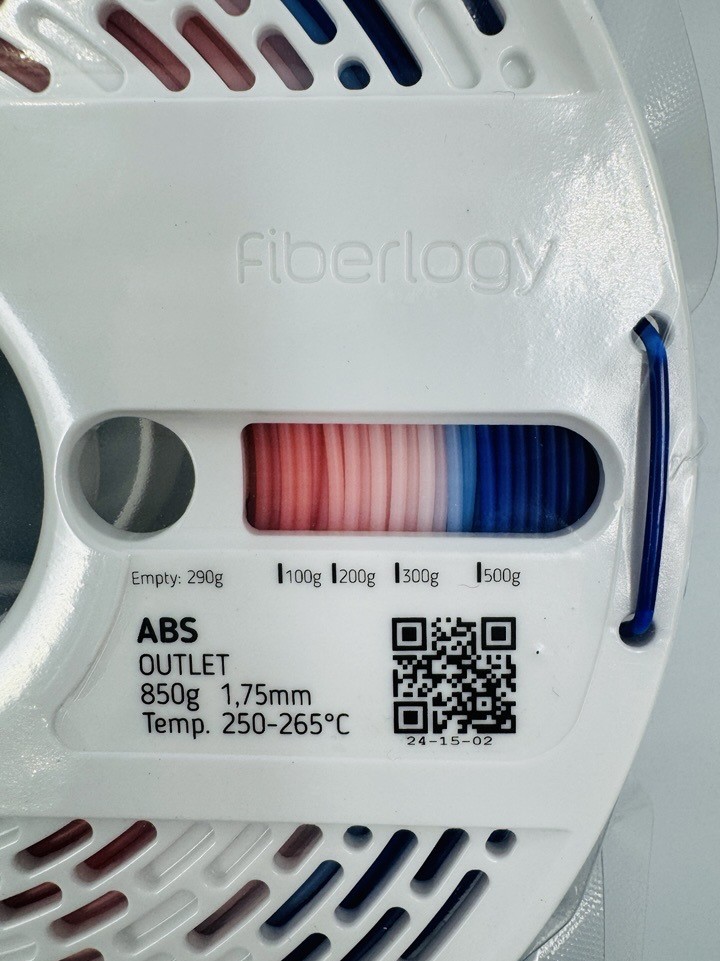 fiberlogy
Empty: 290g 100g 200g 300g 500g
ABS
OUTLET
850g 1,75mm
Temp. 250-265°C
24-15-02